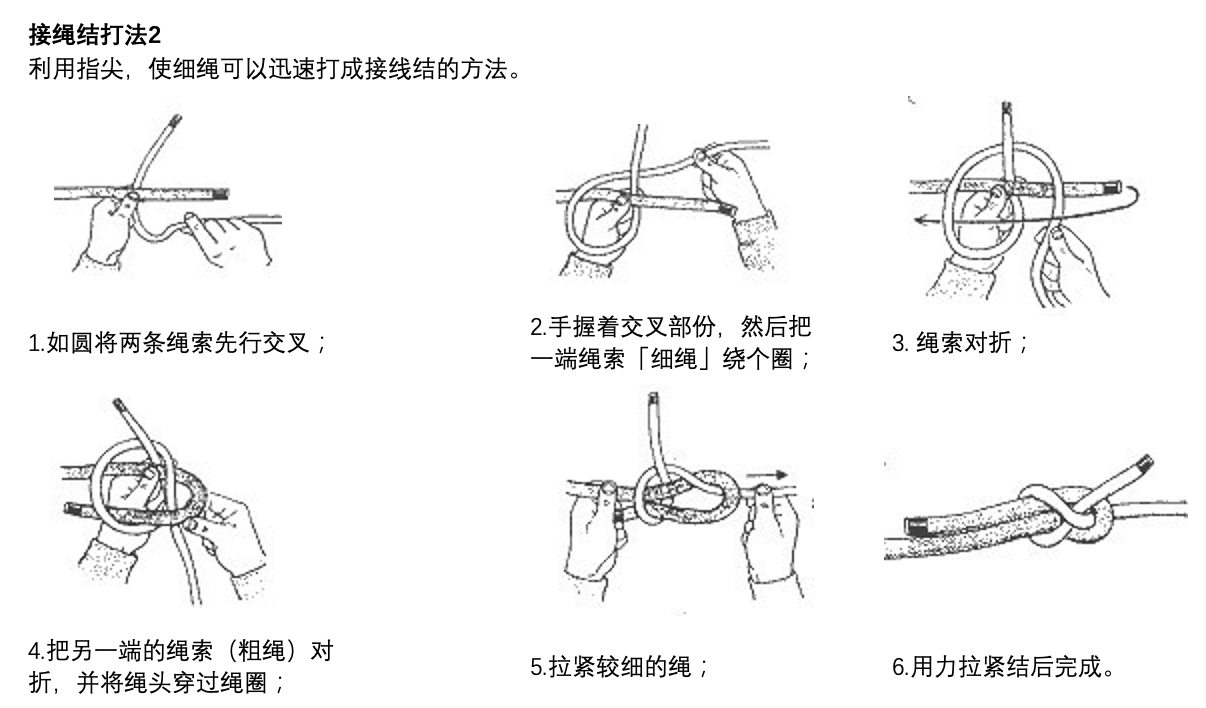 接绳结打法2
利用指尖，使细绳可以迅速打成接线结的方法。
1.如圆将两条绳索先行交叉；
2.手握着交叉部份，然后把
一端绳索「细绳」绕个圈；
3. 绳索对折；
4.把另一端的绳索（粗绳）对
折，并将绳头穿过绳圈；
5.拉紧较细的绳；
6.用力拉紧结后完成。